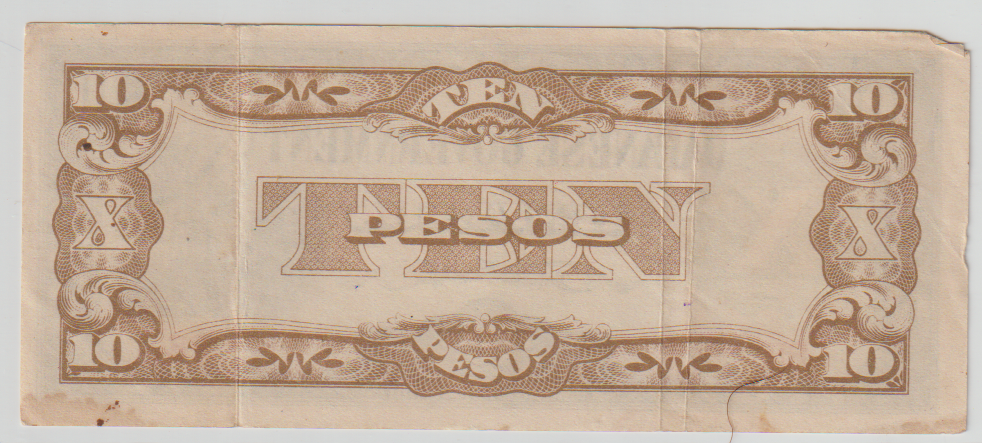 10 TEN 10
TEN
PESOS
X X
10 PESOS 10